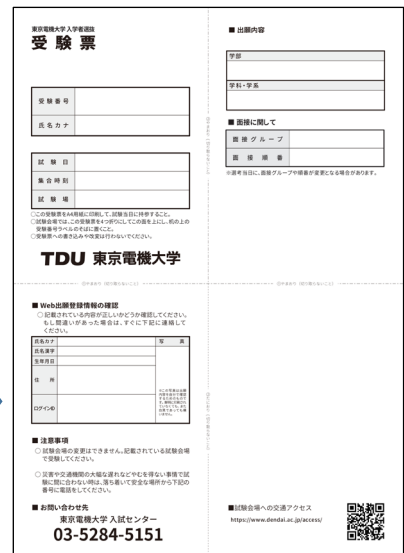 東京電機大学 入学者選抜
受験票
受験番号
氏名カナ
試験日
集合時刻
試験場
○この受験票をA4用紙に印刷して、試験当日に持参すること。
○試験会場では、この受験票を4つ折りにしてこの面を上にし、机の上の
受験番号ラベルのそばに置くこと。
○受験票への書き込みや改変は行わないでください。
TDU 東京電機大学
■ 出願内容
学部
学科・学系
■ 面接に関して
面接グループ
面接順番
※選考当日に、面接グループや順番が変更となる場合があります。
■ Web出願登録情報の確認
○ 記載されている内容が正しいかどうか確認してください。
もし間違いがあった場合は、すぐに下記に連絡して
ください。
氏名カナ
写真
氏名漢字
生年月日
住所
ログインID
■ 注意事項
○ 試験会場の変更はできません。記載されている試験会場
で受験してください。
○ 災害や交通機関の大幅な遅れなどやむを得ない事情で試
験に間に合わない時は、落ち着いて安全な場所から下記の
番号に電話をしてください。
■ お問い合わせ先
東京電機大学 入試センター
03-5284-5151
■試験会場への交通アクセス
https://www.dendai.ac.jp/access/